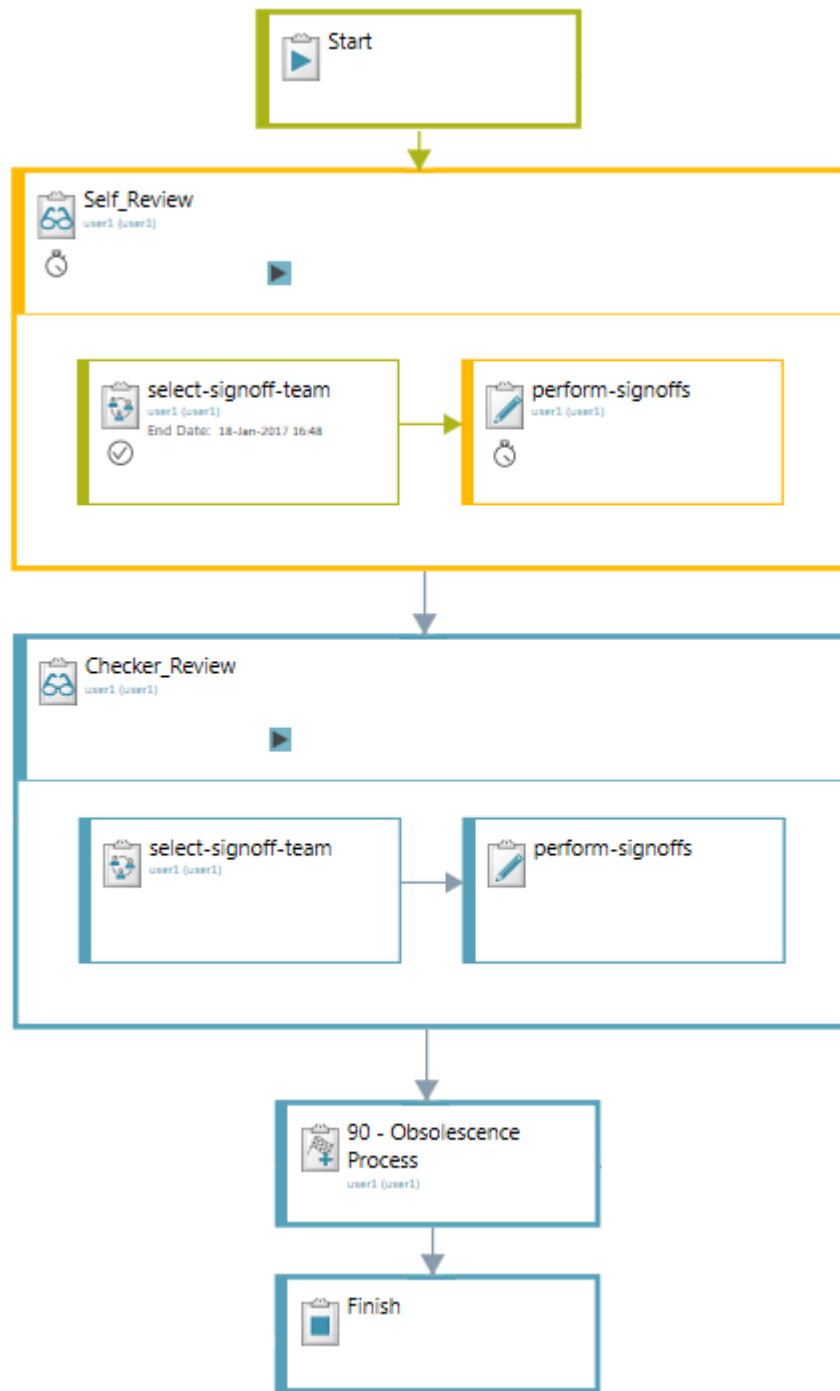 Start
Self_Review
user1 (user1)
select-signoff-team
user1 (user1)
End Date: 18-Jan-2017 16:48
perform-signoffs
user1 (user1)
Checker_Review
user1 (user1)
select-signoff-team
user1 (user1)
perform-signoffs
90 - Obsolescence
Process
user1 (user1)
Finish